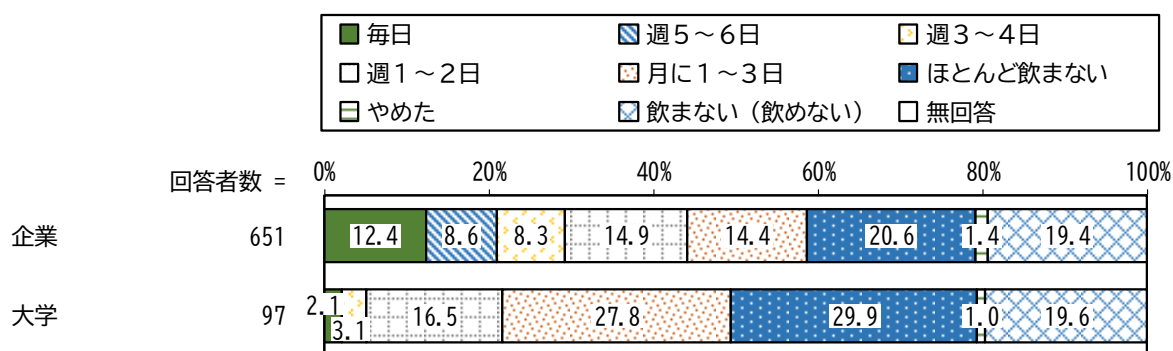 毎日 週５～６日 週３～４日
週１～２日 月に１～３日 ほとんど飲まない
やめた 飲まない（飲めない） 無回答
回答者数 = 0% 20% 40% 60% 80% 100%
企業 651 12.4 8.6 8.3 14.9 14.4 20.6 1.4 19.4
大学 97 2.1 3.1 16.5 27.8 29.9 1.0 19.6